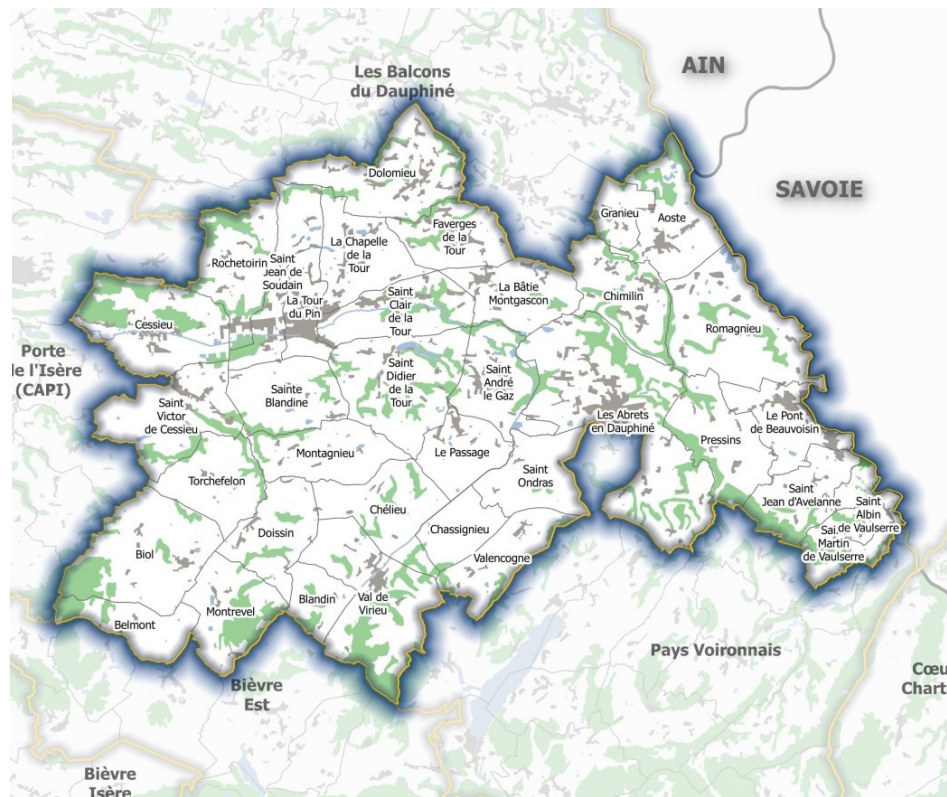 AIN
Les Balcons
du Dauphiné
SAVOIE
Dolomieu
Granieu
Aoste
Faverges
de la
Tour
La Chapelle
de la
Tour
Rochetoirin
Saint
Jean de
Soudain
La Bâtie
Montgascon
Chimilin
Saint
Clair
de la
Tour
La Tour
du Pin
Cessieu
Romagnieu
Porte
de l'Isère
(CAPI)
Saint
Didier
de la
Tour
Saint
André
le Gaz
Sainte
Blandine
Saint
Victor
de Cessieu
Les Abrets
en Dauphiné
Le Pont
de Beauvoisin
Pressins
Montagnieu
Le Passage
Saint
Ondras
Torchefelon
Saint
Jean d'Avelanne
Saint
Albin
de Vaulserre
Sai.
Martin
de Vaulserre
Chélieu
Doissin
Chassignieu
Biol
Valencogne
Blandin
Val de
Virieu
Montrevel
Belmont
Pays Voironnais
Cœu
Chart
Bièvre
Est
Bièvre
Isère